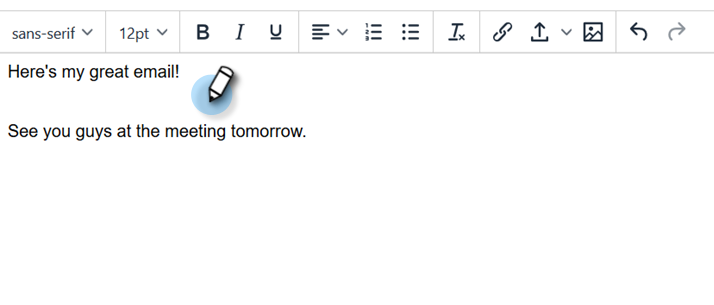 sans-serif 12pt B I U
Here's my great email!
See you guys at the meeting tomorrow.